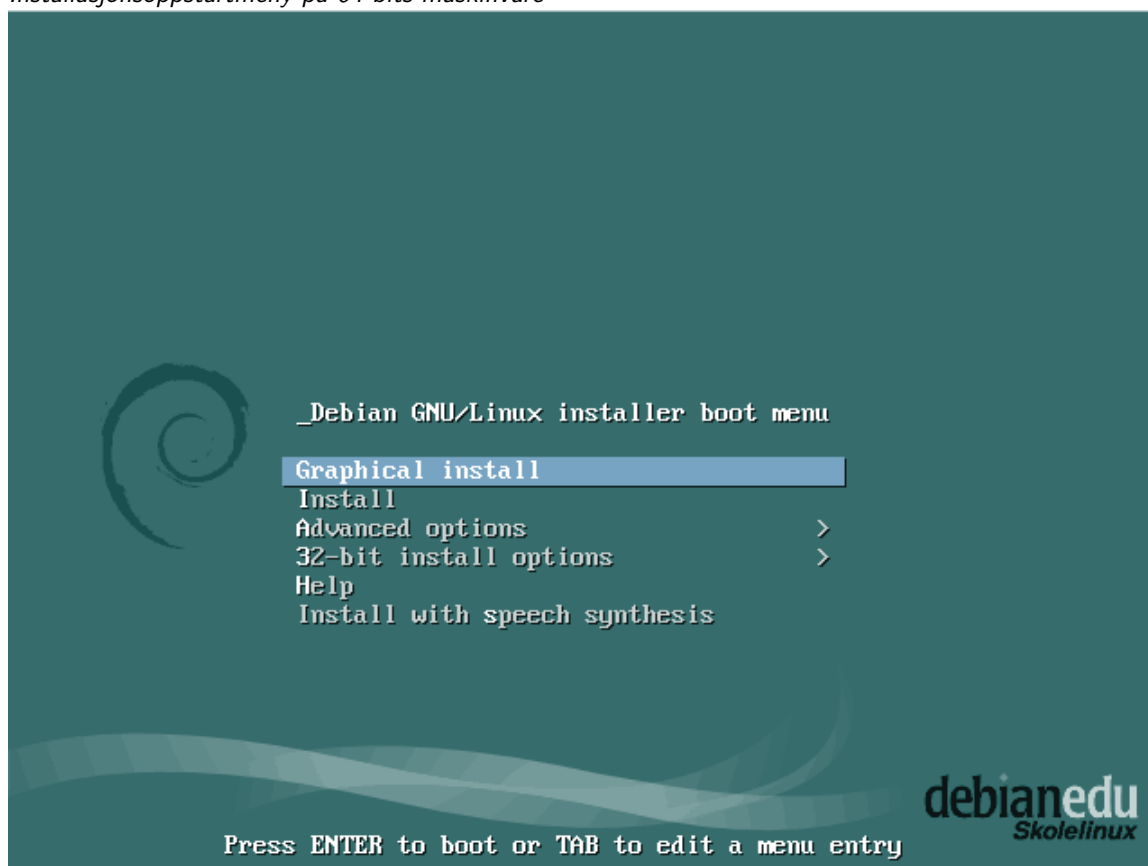 Installasjonsoppstartmeny på 64-bits maskinvare
_Debian GNU/Linux installer boot menu
Graphical install
Install
Advanced options >
32-bit install options >
Help
Install with speech synthesis
debianedu
Skolelinux
Press ENTER to boot or TAB to edit a menu entry